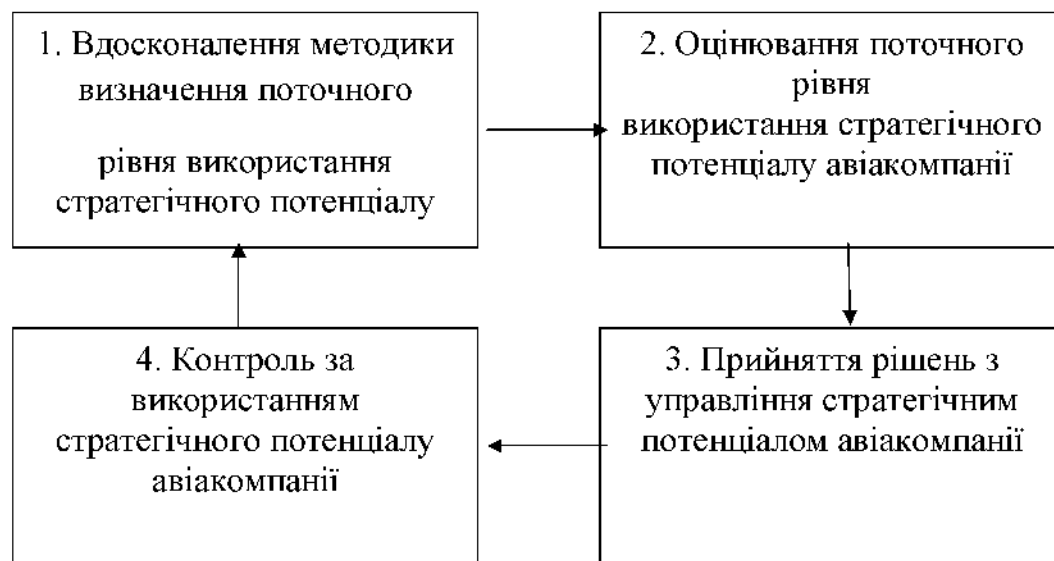 1. Вдосконалення методики
визначення поточного
рівня використання
стратегічного потенціалу
2. Оцінювання поточного
рівня
використання стратегічного
потенціалу авіакомпанії
3. Прийняття рішень з
управління стратегічним
потенціалом авіакомпанії
4. Контроль за
використанням
стратегічного потенціалу
авіакомпанії